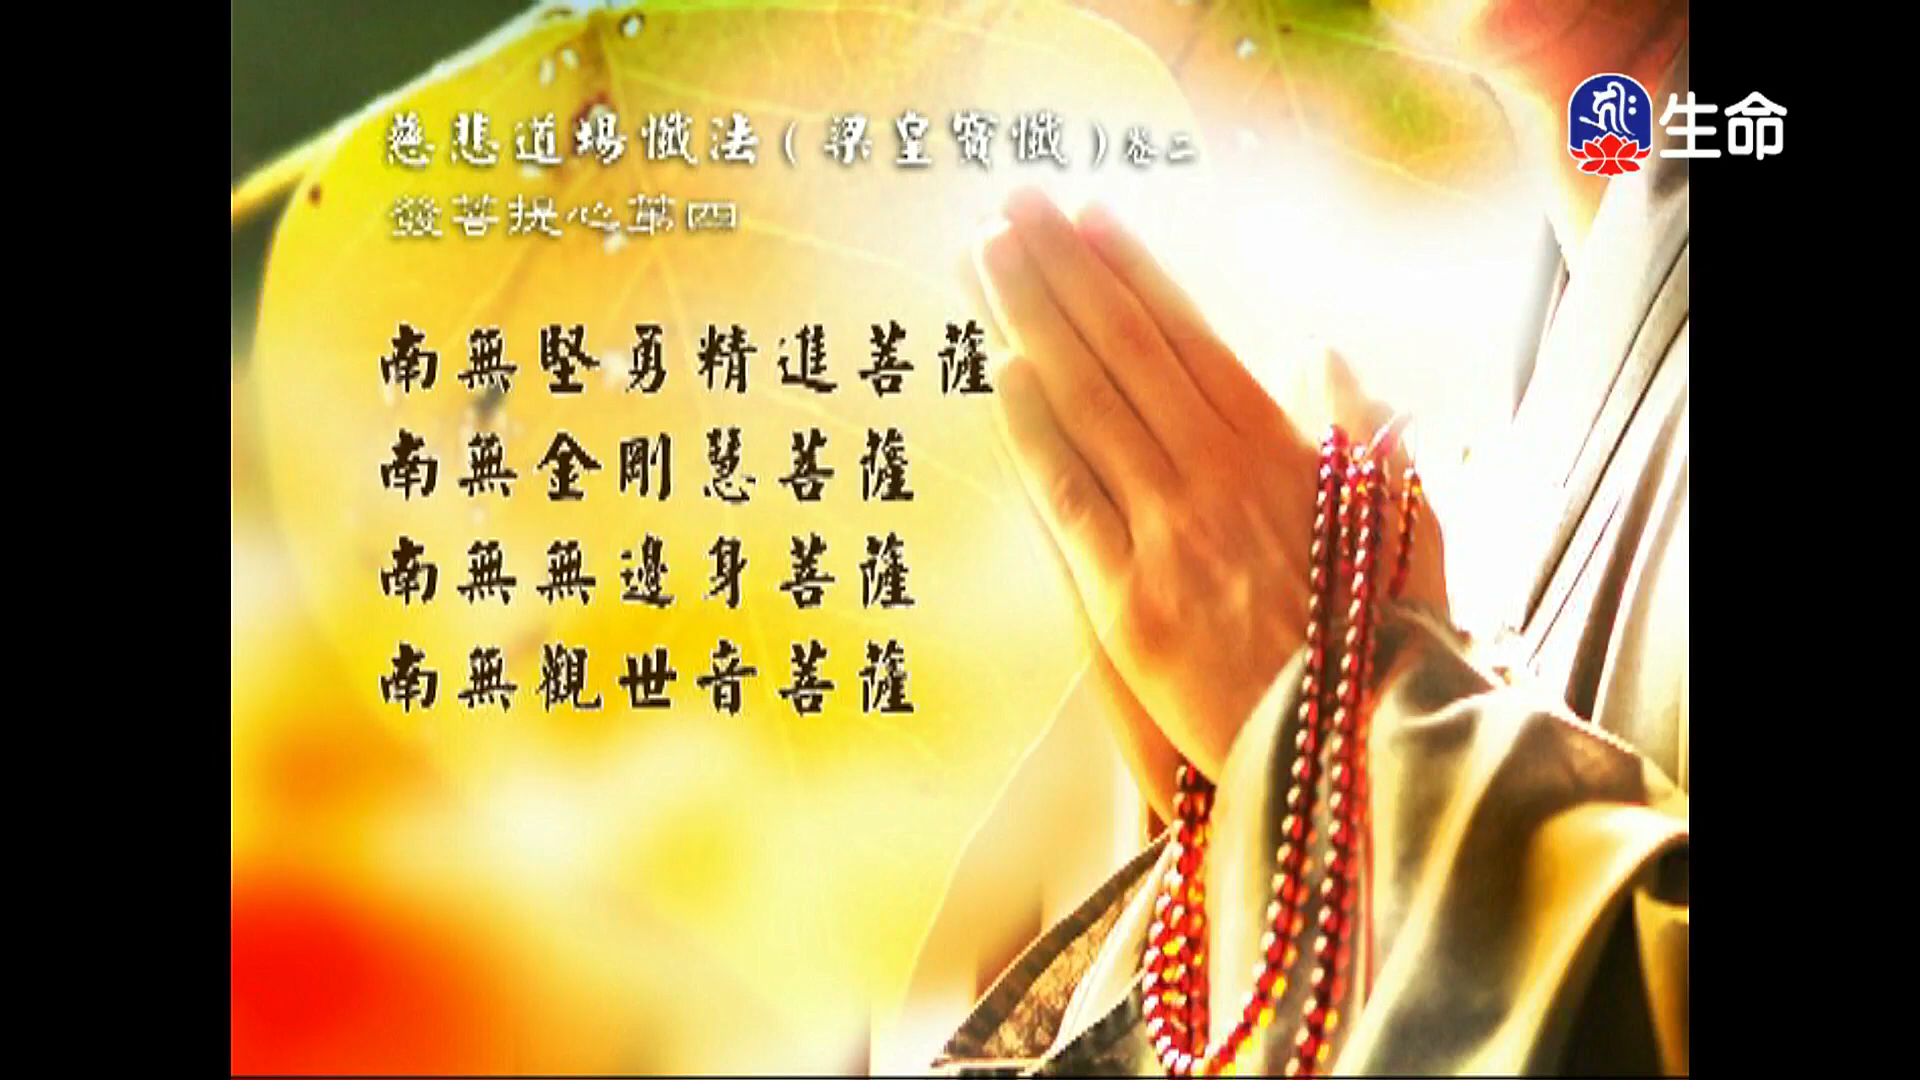 慈悲道場懺法(梁皇寶懺)卷二
發菩提心第四
南無堅勇精進菩薩
南無金剛慧菩薩
南無無邊身菩薩
南無觀世音菩薩
生命